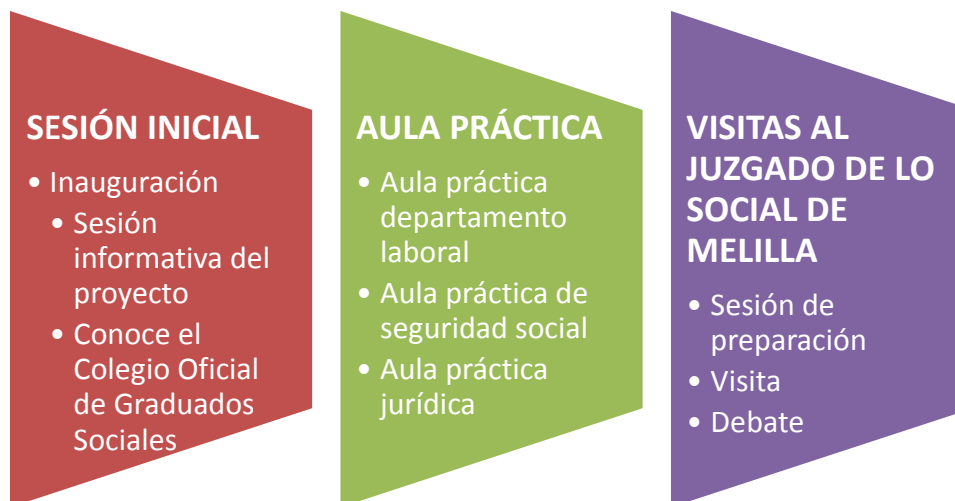 SESIÓN INICIAL
• Inauguración
• Sesión
informativa del
proyecto
• Conoce el
Colegio Oficial
de Graduados
Sociales
AULA PRÁCTICA
• Aula práctica
departamento
laboral
• Aula práctica de
seguridad social
• Aula práctica
jurídica
VISITAS AL
JUZGADO DE LO
SOCIAL DE
MELILLA
• Sesión de
preparación
• Visita
• Debate